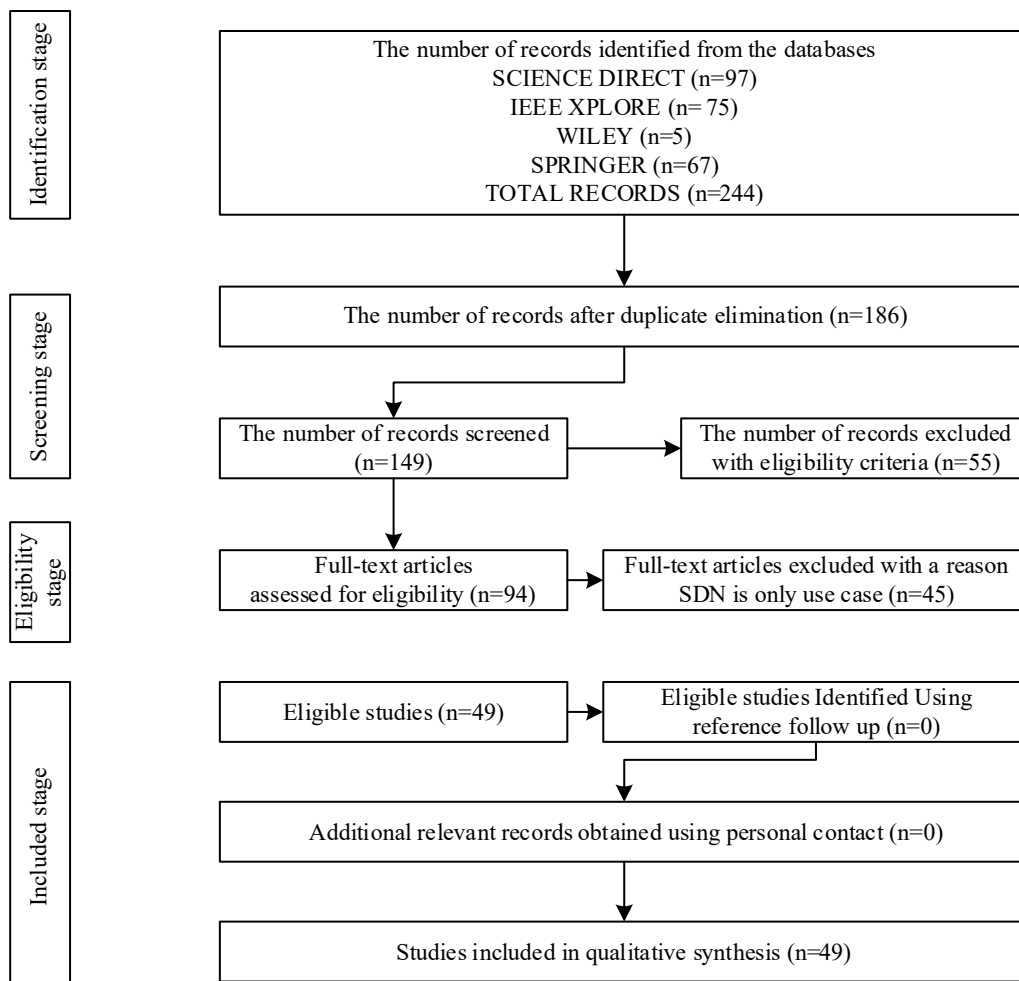 Identification stage
The number of records identified from the databases
SCIENCE DIRECT (n=97)
IEEE XPLORE (n= 75)
WILEY (n=5)
SPRINGER (n=67)
TOTAL RECORDS (n=244)
Screening stage
The number of records after duplicate elimination (n=186)
The number of records screened
(n=149)
The number of records excluded
with eligibility criteria (n=55)
Eligibility
stage
Full-text articles
assessed for eligibility (n=94)
Full-text articles excluded with a reason
SDN is only use case (n=45)
Included stage
Eligible studies (n=49)
Eligible studies Identified Using
reference follow up (n=0)
Additional relevant records obtained using personal contact (n=0)
Studies included in qualitative synthesis (n=49)